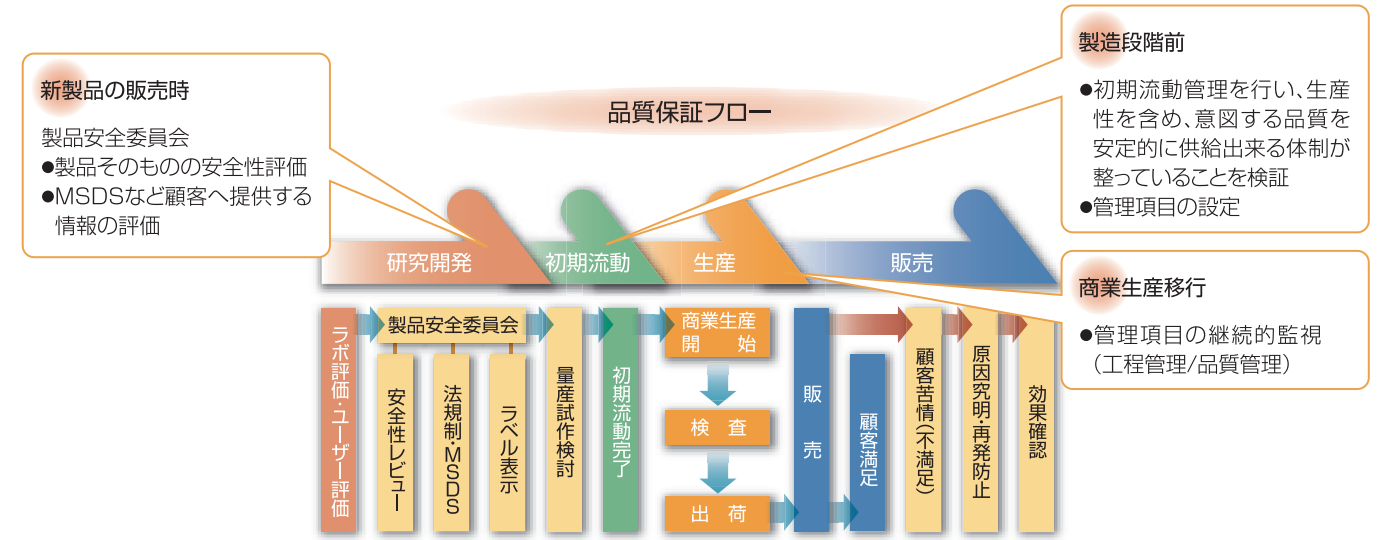 品質保証フロー
新製品の販売時
製品安全委員会
●製品そのものの安全性評価
●MSDSなど顧客へ提供する
情報の評価
製造段階前
●初期流動管理を行い、生産
性を含め、意図する品質を
安定的に供給出来る体制が
整っていることを検証
●管理項目の設定
商業生産移行
●管理項目の継続的監視
（工程管理/品質管理）
研究開発
初期流動
生産
販売
ラボ評価・ユーザー評価
製品安全委員会
安全性レビュー
法規制・MSDS
ラベル表示
量産試作検討
初期流動完了
商業生産
開　始
検　査
出　荷
販　売
顧客満足
顧客苦情（不満足）
原因究明・再発防止
効果確認